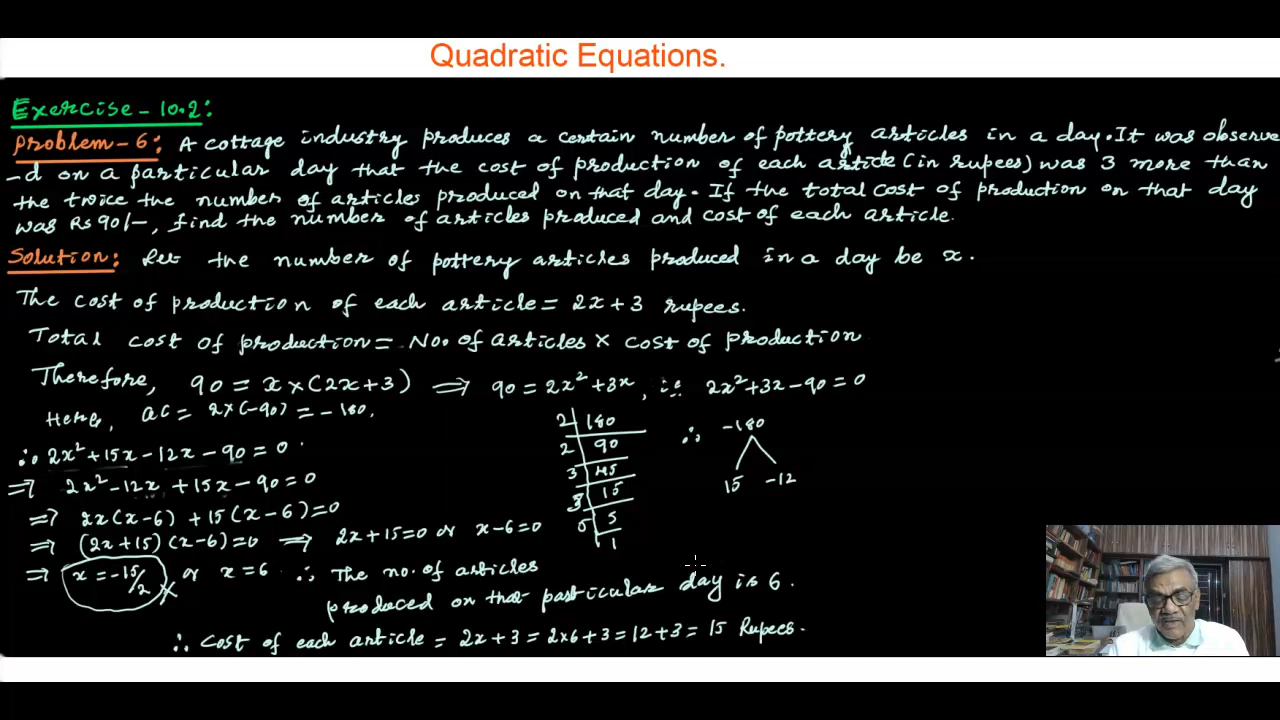 Quadratic Equations.
Exercise - 10.2:
Problem - 6: A cottage industry produces a certain number of pottery articles in a day. It was observe
-d on a particular day that the cost of production of each article (in rupees) was 3 more than
the twice the number of articles produced on that day. If the total cost of production on that day
was Rs 90/-, find the number of articles produced and cost of each article.
Solution: Let the number of pottery articles produced in a day be x.
The cost of production of each article = 2x + 3 rupees.
Total cost of production = No. of articles × cost of production
Therefore, 90 = x × (2x + 3) ⟹ 90 = 2x² + 3x, i.e. 2x² + 3x - 90 = 0
Hence, ac = 2 × (-90) = -180.
∴ 2x² + 15x - 12x - 90 = 0
⟹ 2x² - 12x + 15x - 90 = 0
⟹ 2x(x - 6) + 15(x - 6) = 0
⟹ (2x + 15)(x - 6) = 0 ⟹ 2x + 15 = 0 or x - 6 = 0
⟹ x = -15/2 × or x = 6
2 | 180
2 | 90
3 | 45
3 | 15
5 | 5
1
∴ -180
15 -12
∴ The no. of articles
produced on that particular day is 6.
∴ Cost of each article = 2x + 3 = 2×6 + 3 = 12 + 3 = 15 Rupees.